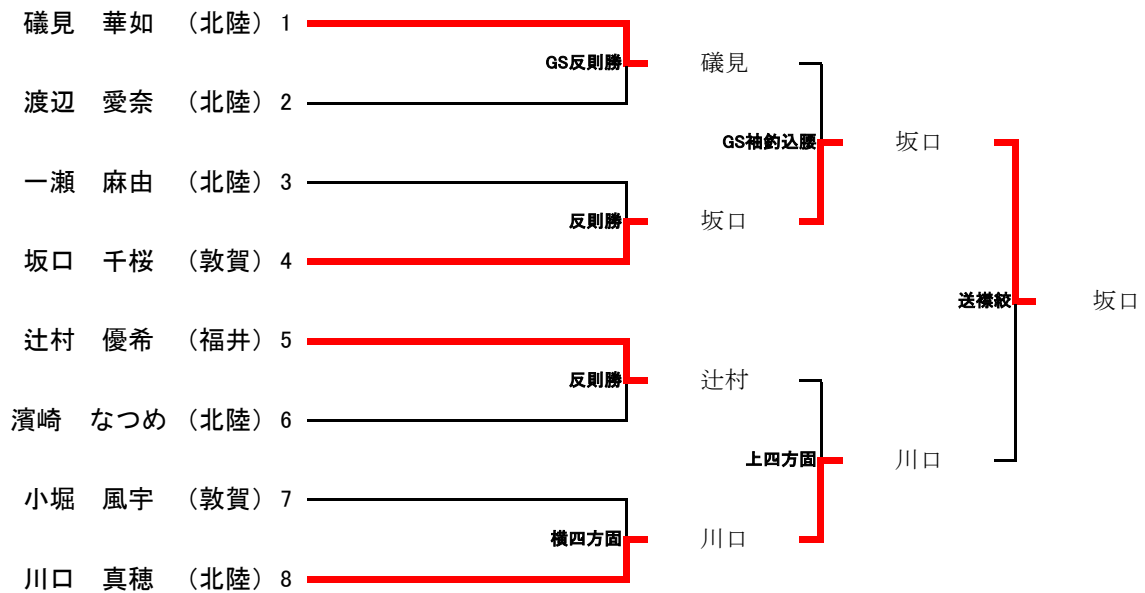 礒見　華如　（北陸）　1
GS反則勝　礒見
渡辺　愛奈　（北陸）　2
GS袖釣込腰　坂口
一瀬　麻由　（北陸）　3
反則勝　坂口
坂口　千桜　（敦賀）　4
送襟絞　坂口
辻村　優希　（福井）　5
反則勝　辻村
濱崎　なつめ　（北陸）　6
上四方固　川口
小堀　風宇　（敦賀）　7
横四方固　川口
川口　真穂　（北陸）　8